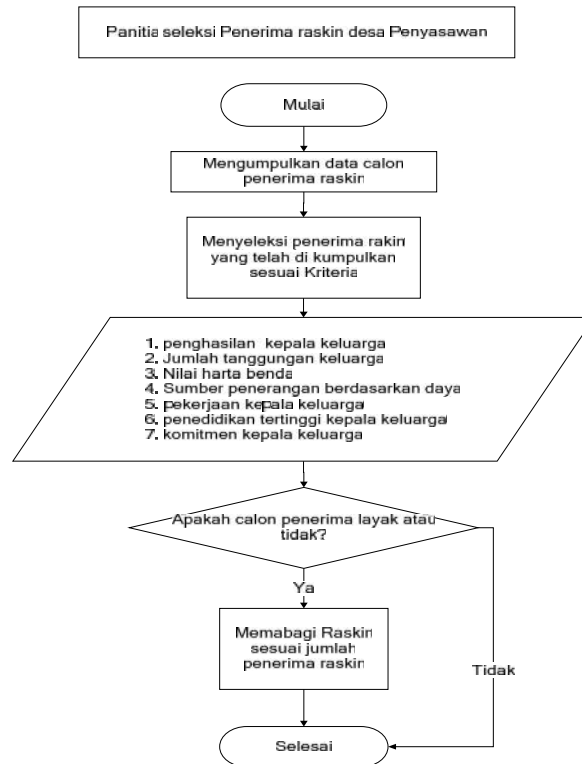 Panitia seleksi Penerima raskin desa Penyasawan
Mulai
Mengumpulkan data calon
penerima raskin
Menyeleksi penerima rakin
yang telah di kumpulkan
sesuai Kriteria
1. penghasilan kepala keluarga
2. Jumlah tanggungan keluarga
3. Nilai harta benda
4. Sumber penerangan berdasarkan daya
5. pekerjaan kepala keluarga
6. penedidikan tertinggi kepala keluarga
7. komitmen kepala keluarga
Apakah calon penerima layak atau
tidak?
Ya
Memabagi Raskin
sesuai jumlah
penerima raskin
Tidak
Selesai